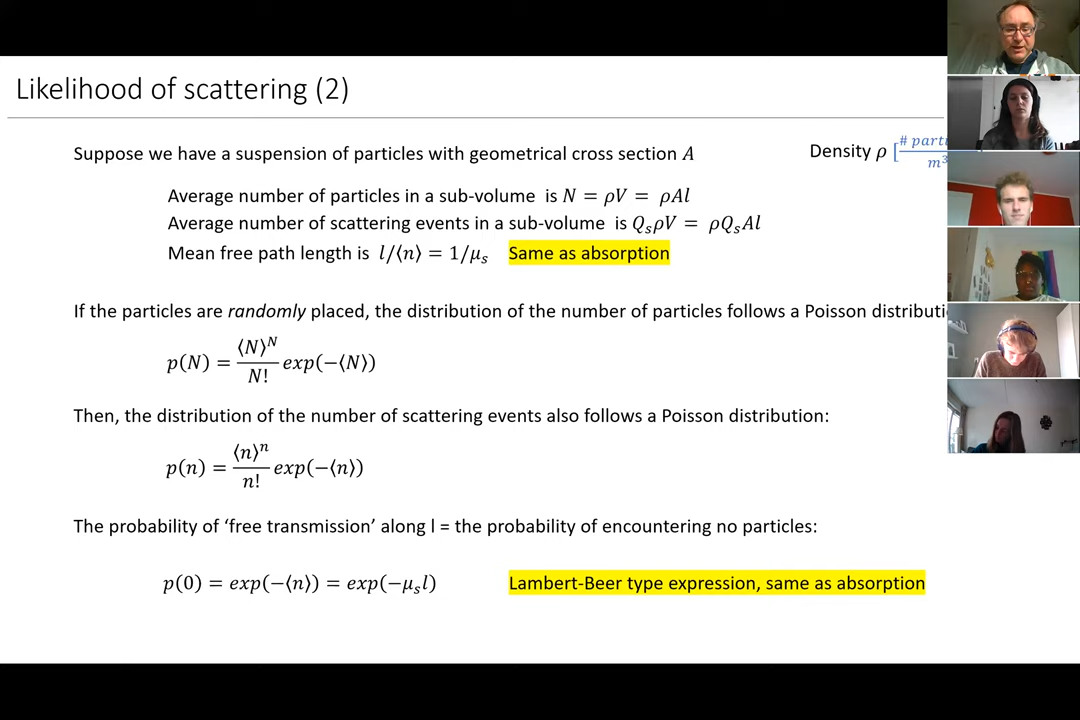 Likelihood of scattering (2)
Suppose we have a suspension of particles with geometrical cross section A
Density ρ [# m³
Average number of particles in a sub-volume is N = ρV = ρAl
Average number of scattering events in a sub-volume is QₛρV = ρQₛAl
Mean free path length is l/⟨n⟩ = 1/μₛ Same as absorption
If the particles are randomly placed, the distribution of the number of particles follows a Poisson
p(N) = ⟨N⟩ᴺ / N! exp(−⟨N⟩)
Then, the distribution of the number of scattering events also follows a Poisson distribution:
p(n) = ⟨n⟩ⁿ / n! exp(−⟨n⟩)
The probability of ‘free transmission’ along l = the probability of encountering no particles:
p(0) = exp(−⟨n⟩) = exp(−μₛl) Lambert-Beer type expression, same as absorption